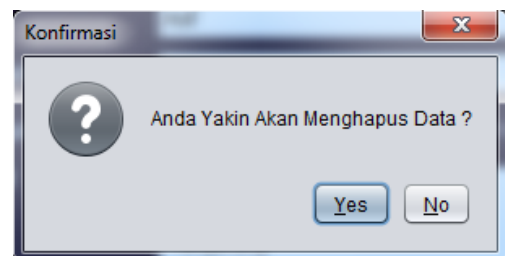 Konfirmasi
Anda Yakin Akan Menghapus Data ?
Yes No